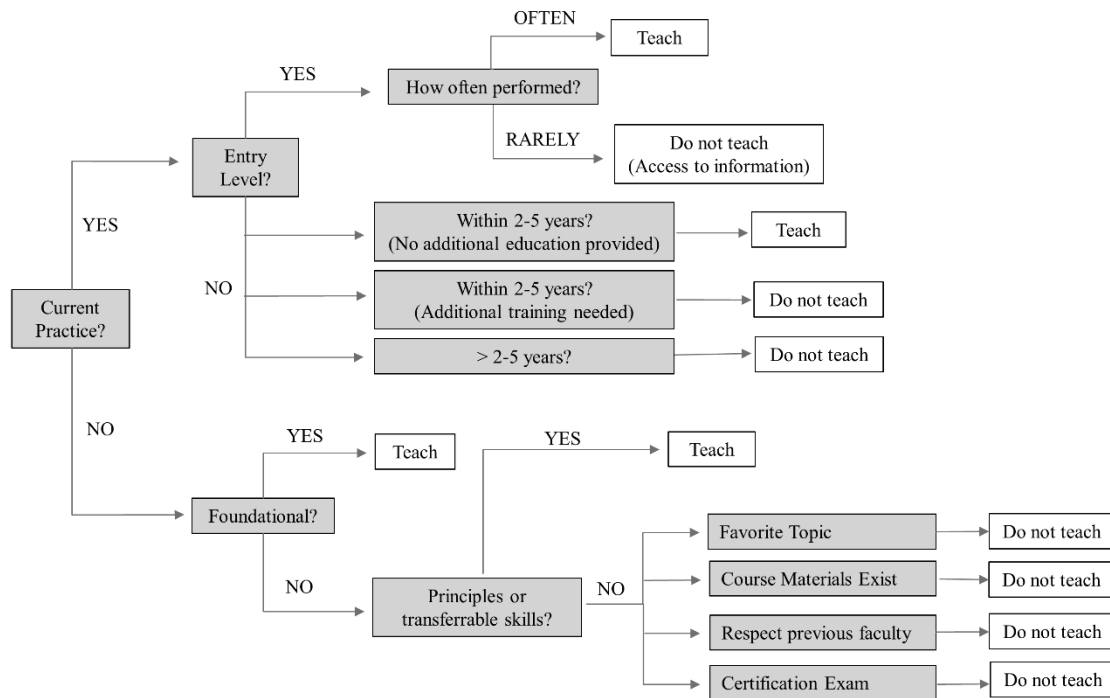 OFTEN
Teach
YES
How often performed?
RARELY
Do not teach
(Access to information)
Entry
Level?
YES
Within 2-5 years?
(No additional education provided)
Teach
NO
Within 2-5 years?
(Additional training needed)
Do not teach
Current
Practice?
> 2-5 years?
Do not teach
NO
YES
Teach
YES
Teach
Foundational?
NO
Principles or
transferrable skills?
NO
Favorite Topic
Do not teach
Course Materials Exist
Do not teach
Respect previous faculty
Do not teach
Certification Exam
Do not teach